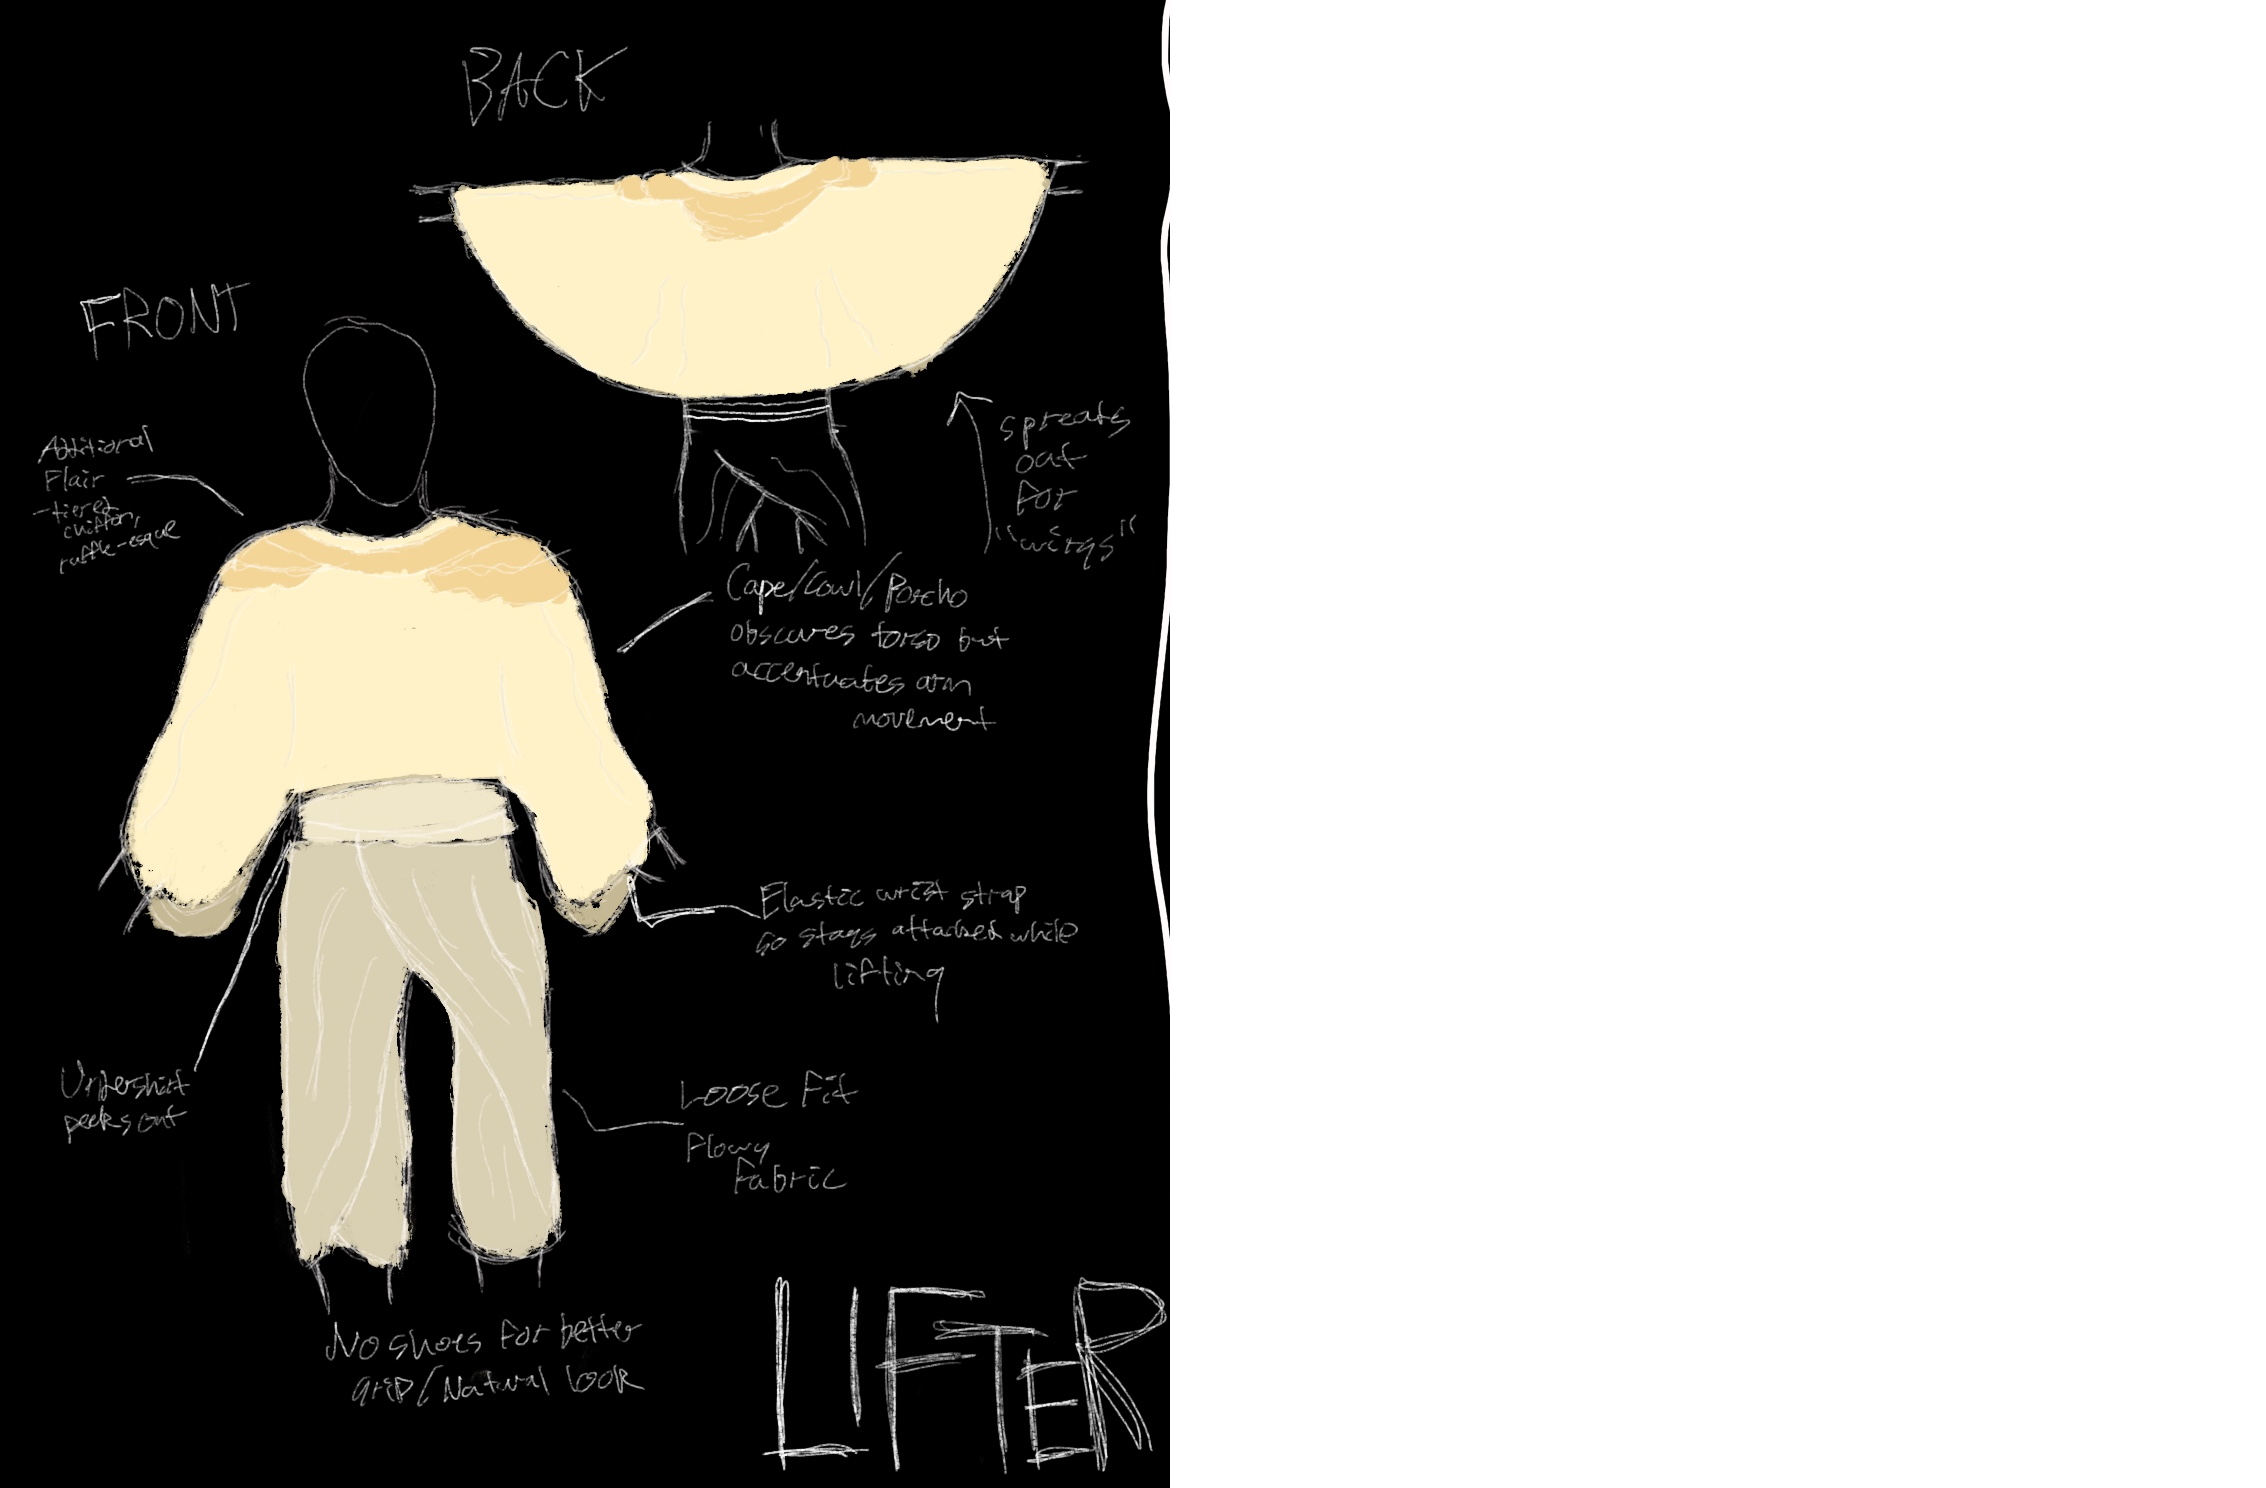 BACK
FRONT
Additional
Flair
-tiered
chiffon,
ruffle-esque
spreads
out
for
"wings"
Cape/Cowl/Poncho
obscures torso but
accentuates arm
movement
Elastic wrist strap
so stays attached while
lifting
Undershirt
peeks out
Loose Fit
Flowy
Fabric
No shoes for better
grip/Natural look
LIFTER